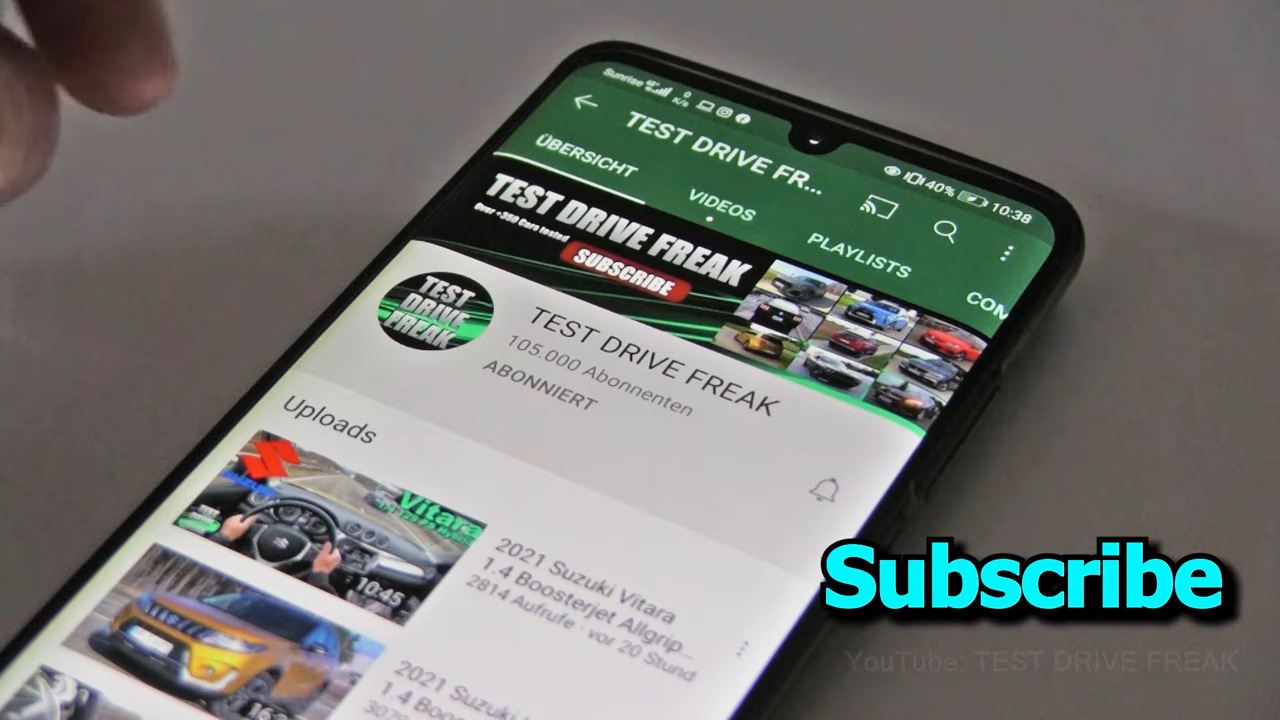 Sunrise
K/s
40%
10:38
TEST DRIVE FR...
ÜBERSICHT
VIDEOS
PLAYLISTS
COM
TEST DRIVE FREAK
Over +350 Cars tested
SUBSCRIBE
TEST
DRIVE
FREAK
TEST DRIVE FREAK
105.000 Abonnenten
ABONNIERT
Uploads
Vitara
10:45
2021 Suzuki Vitara
1.4 Boosterjet Allgrip...
2814 Aufrufe · vor 20 Stund
2021 Suzuki
1.4 Booster
Subscribe
YouTube: TEST DRIVE FREAK